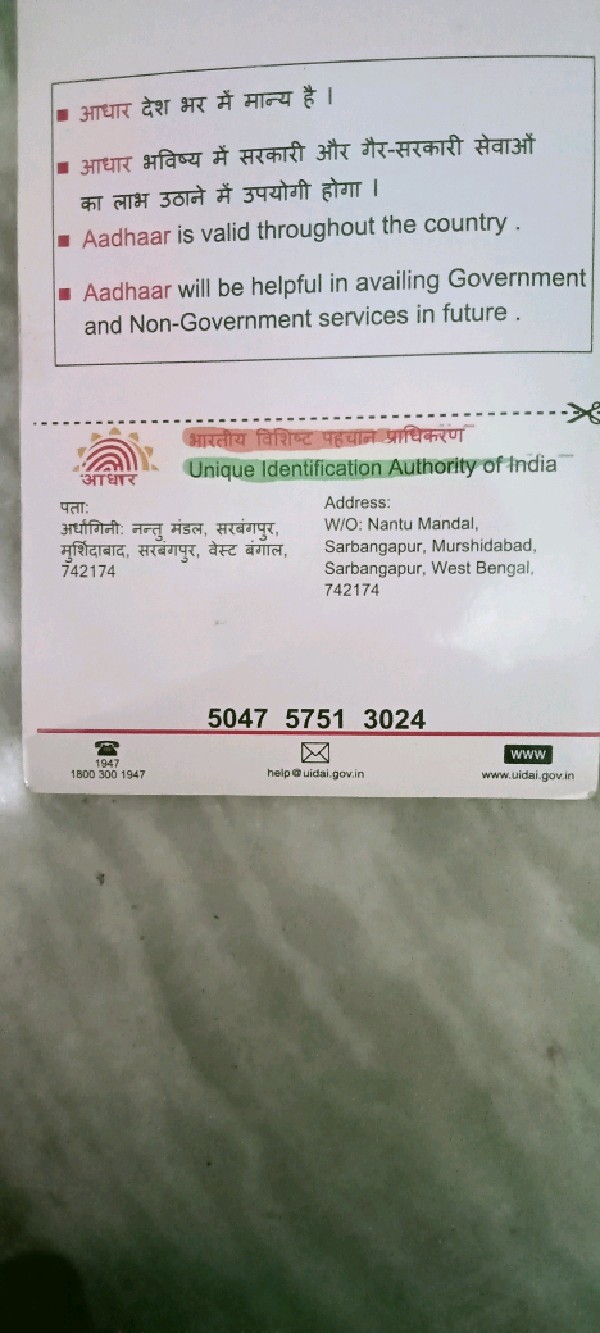 ■ आधार देश भर में मान्य है ।
■ आधार भविष्य में सरकारी और गैर-सरकारी सेवाओं
का लाभ उठाने में उपयोगी होगा ।
■ Aadhaar is valid throughout the country .
■ Aadhaar will be helpful in availing Government
and Non-Government services in future .
भारतीय विशिष्ट पहचान प्राधिकरण
Unique Identification Authority of India
आधार
पता:
अर्धांगिनी: नन्तु मंडल, सरबंगपुर,
मुर्शिदाबाद, सरबंगपुर, वेस्ट बंगाल,
742174
Address:
W/O: Nantu Mandal,
Sarbangapur, Murshidabad,
Sarbangapur, West Bengal,
742174
5047 5751 3024
1947
1800 300 1947
help@uidai.gov.in
www
www.uidai.gov.in